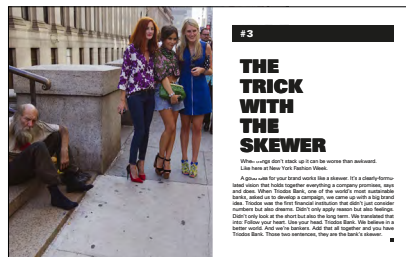 #3
THE
TRICK
WITH
THE
SKEWER
When things don't stack up it can be worse than awkward.
Like here at New York Fashion Week.
A good idea for your brand works like a skewer. It's a clearly-formu-
lated vision that holds together everything a company promises, says
and does. When Triodos Bank, one of the world's most sustainable
banks, asked us to develop a campaign, we came up with a big brand
idea. Triodos was the first financial institution that didn't just consider
numbers but also dreams. Didn't only apply reason but also feelings.
Didn't only look at the short but also the long term. We translated that
into: Follow your heart. Use your head. Triodos Bank. We believe in a
better world. And we're bankers. Add that all together and you have
Triodos Bank. Those two sentences, they are the bank's skewer.